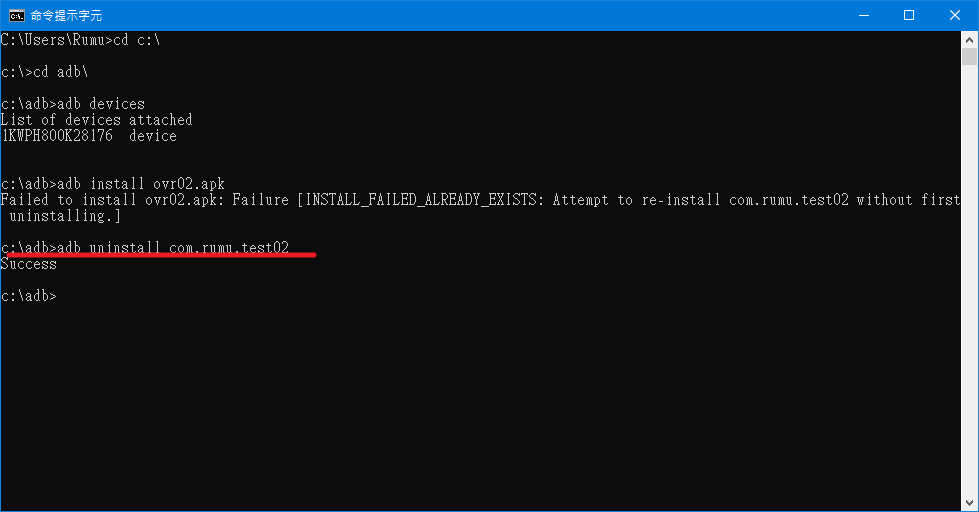 命令提示字元
C:\Users\Rumu>cd c:\
c:\>cd adb\
c:\adb>adb devices
List of devices attached
1KWPH800K28176  device
c:\adb>adb install ovr02.apk
Failed to install ovr02.apk: Failure [INSTALL_FAILED_ALREADY_EXISTS: Attempt to re-install com.rumu.test02 without first
uninstalling.]
c:\adb>adb uninstall com.rumu.test02
Success
c:\adb>